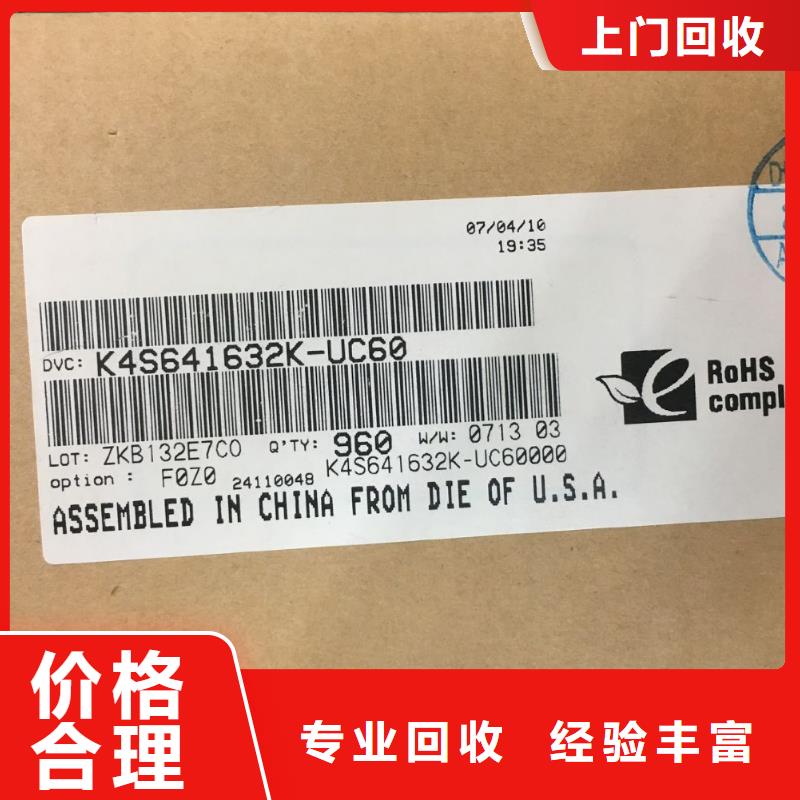 上门回收
07/04/10
19:35
DVC: K4S641632K-UC60
RoHS
compl
LOT: ZKB132E7C0 Q'TY: 960 W/W: 0713 03
option : F0Z0 24110048 K4S641632K-UC60000
ASSEMBLED IN CHINA FROM DIE OF U.S.A.
价格
合理
专业回收 经验丰富